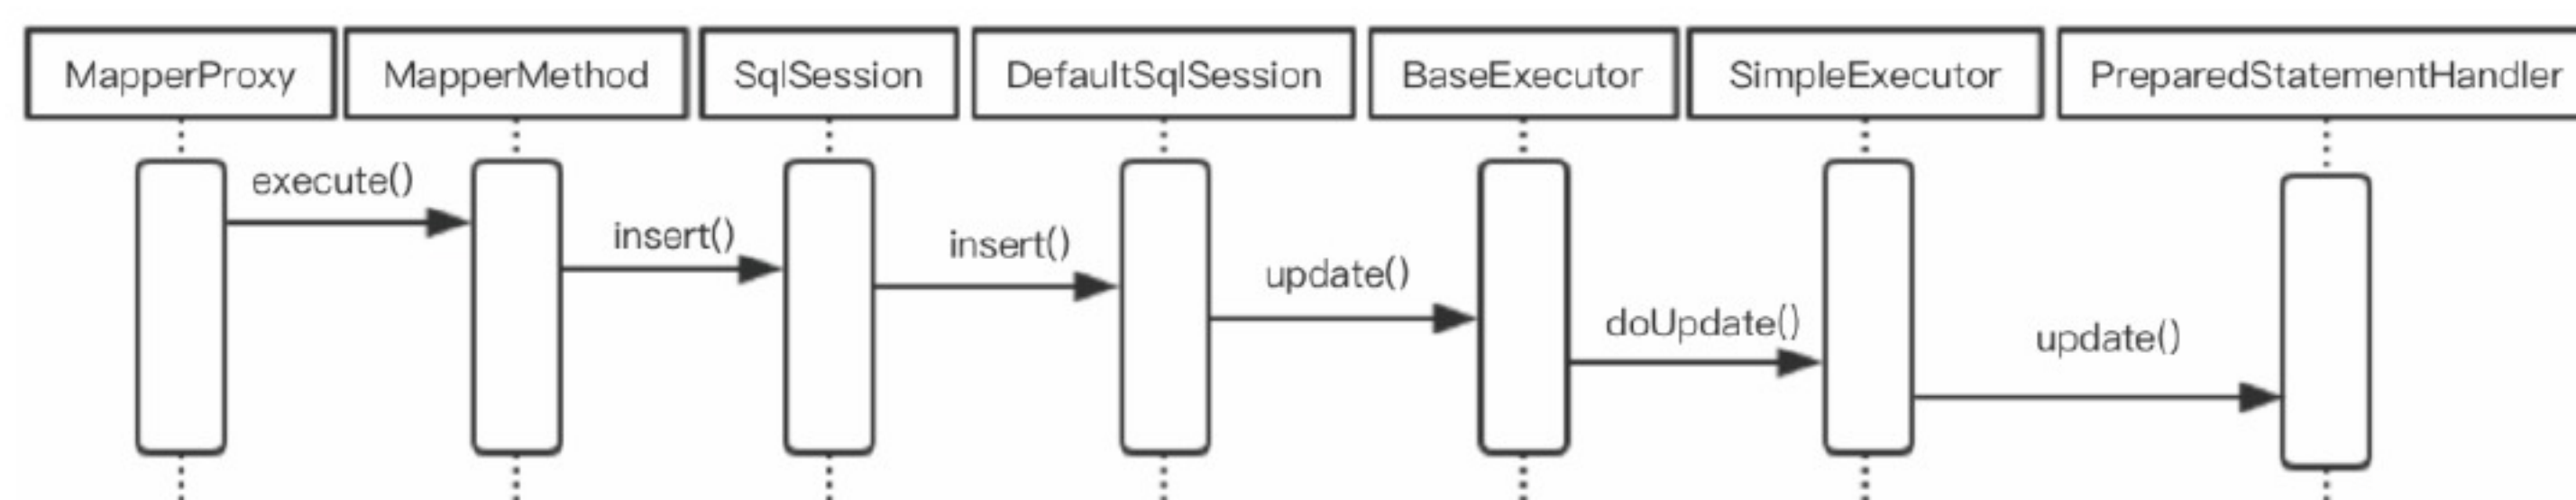 MapperProxy
MapperMethod
SqlSession
DefaultSqlSession
BaseExecutor
SimpleExecutor
PreparedStatementHandler
execute()
insert()
insert()
update()
doUpdate()
update()